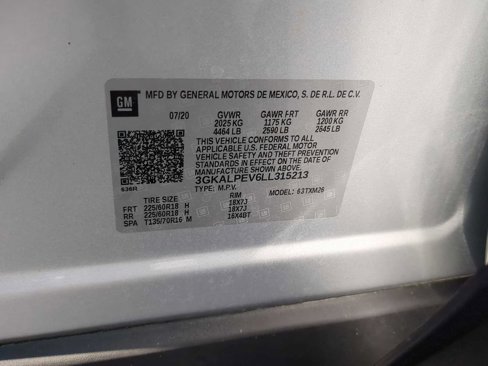 GM MFD BY GENERAL MOTORS DE MEXICO, S. DE R.L. DE C.V.
07/20 GVWR GAWR FRT GAWR RR
2025 KG 1175 KG 1200 KG
4464 LB 2590 LB 2645 LB
THIS VEHICLE CONFORMS TO ALL
APPLICABLE U.S. FEDERAL MOTOR
VEHICLE SAFETY AND THEFT
PREVENTION STANDARDS IN EFFECT
ON THE DATE OF
MANUFACTURE SHOWN ABOVE.
3GKALPEV6LL315213
TYPE: M.P.V. MODEL: 63TXM26
TIRE SIZE RIM
FRT 225/60R18 H 18X7J
RR 225/60R18 H 18X7J
SPA T135/70R16 M 16X4BT